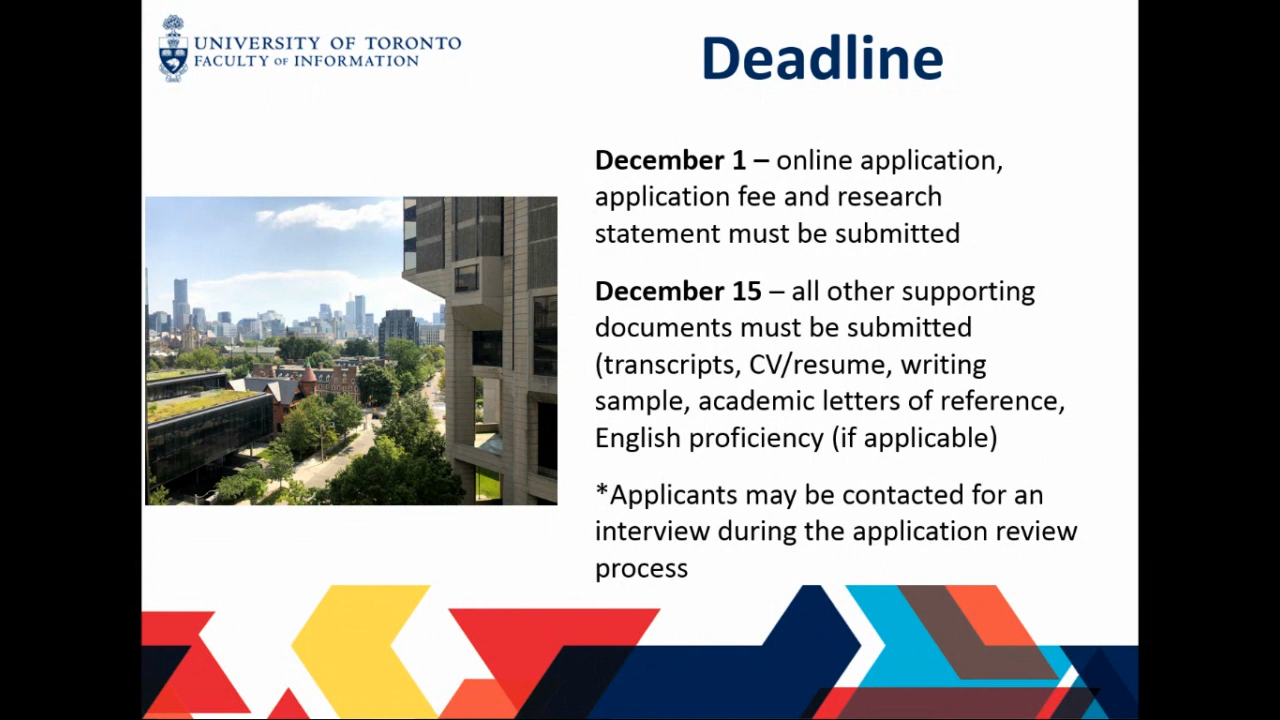 UNIVERSITY OF TORONTO
FACULTY OF INFORMATION
Deadline
December 1 – online application,
application fee and research
statement must be submitted
December 15 – all other supporting
documents must be submitted
(transcripts, CV/resume, writing
sample, academic letters of reference,
English proficiency (if applicable)
*Applicants may be contacted for an
interview during the application review
process